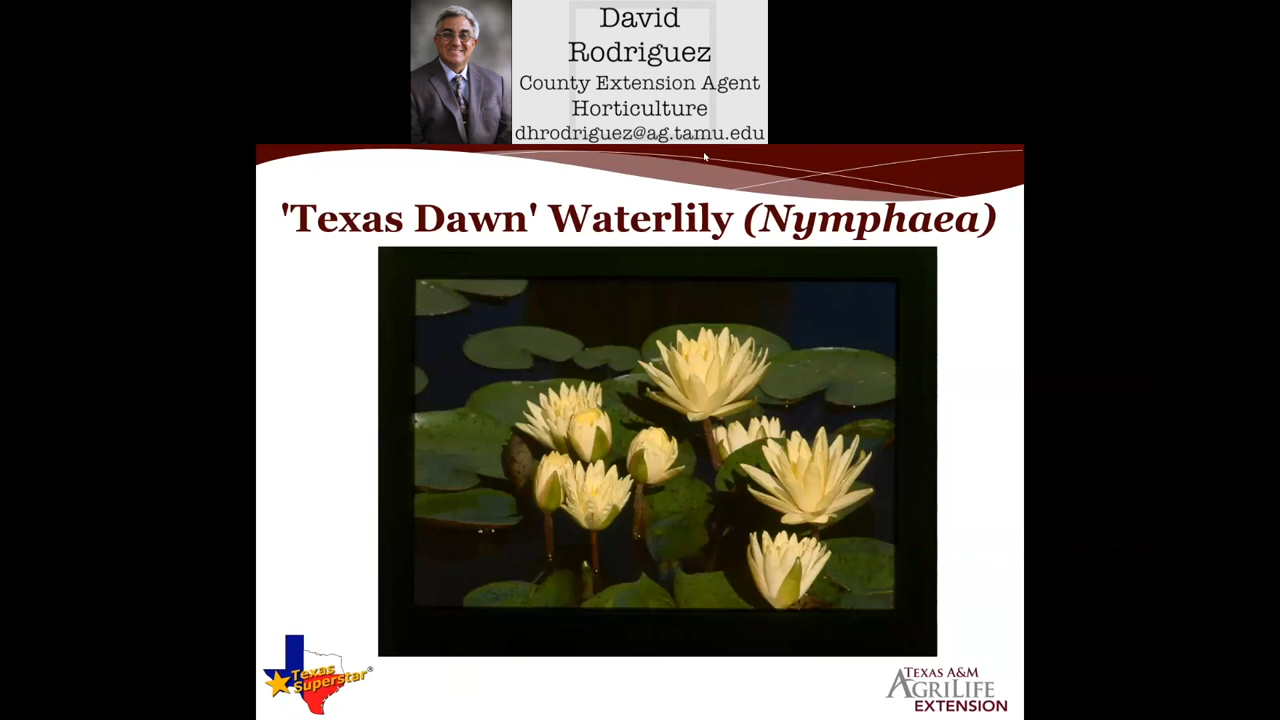 David
Rodriguez
County Extension Agent
Horticulture
dhrodriguez@ag.tamu.edu
'Texas Dawn' Waterlily (Nymphaea)
Texas
Superstar®
TEXAS A&M
AGRILIFE
EXTENSION